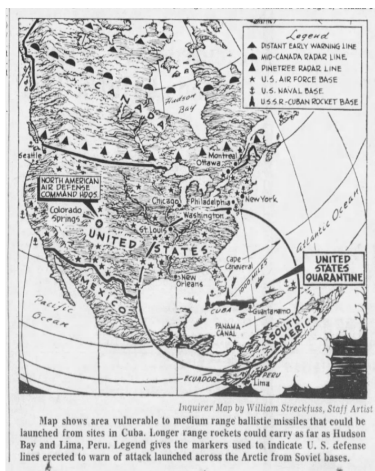 Legend
DISTANT EARLY WARNING LINE
MID-CANADA RADAR LINE
PINETREE RADAR LINE
U.S. AIR FORCE BASE
U.S. NAVAL BASE
U.S.S.R.-CUBAN ROCKET BASE
CANADA
Hudson
Bay
Seattle
Montreal
Ottawa
NORTH AMERICAN
AIR DEFENSE
COMMAND HDQS.
Chicago
Philadelphia
New York
Washington
Colorado
Springs
St. Louis
UNITED STATES
Atlantic Ocean
UNITED
STATES
QUARANTINE
Cape
Canaveral
New
Orleans
MILES
MEXICO
Pacific
Ocean
CUBA
Guantanamo
PANAMA
CANAL
SOUTH
AMERICA
ECUADOR
PERU
Lima
Inquirer Map by William Streckfuss, Staff Artist
Map shows area vulnerable to medium range ballistic missiles that could be
launched from sites in Cuba. Longer range rockets could carry as far as Hudson
Bay and Lima, Peru. Legend gives the markers used to indicate U. S. defense
lines erected to warn of attack launched across the Arctic from Soviet bases.